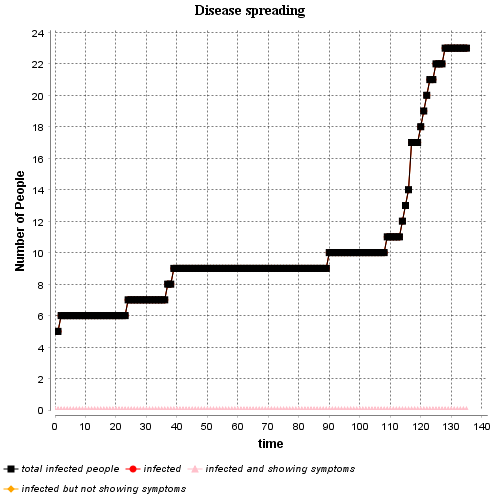 Disease spreading
24
22
20
18
16
14
12
10
8
6
4
2
0
Number of People
0 10 20 30 40 50 60 70 80 90 100 110 120 130 140
time
total infected people infected infected and showing symptoms
infected but not showing symptoms